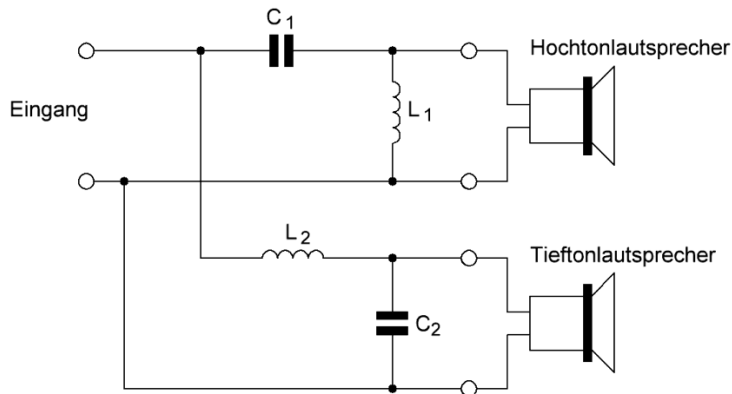 C1
Hochtonlautsprecher
Eingang
L1
L2
Tieftonlautsprecher
C2